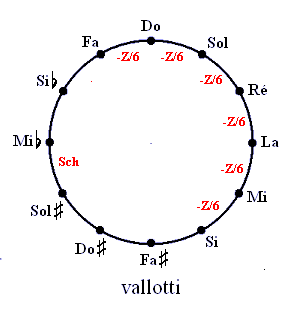 Do
Fa
Sol
-Z/6 -Z/6
Si♭
-Z/6
Ré
-Z/6
Mi♭
La
Sch
-Z/6
Sol♯
Mi
-Z/6
Do♯
Si
Fa♯
vallotti